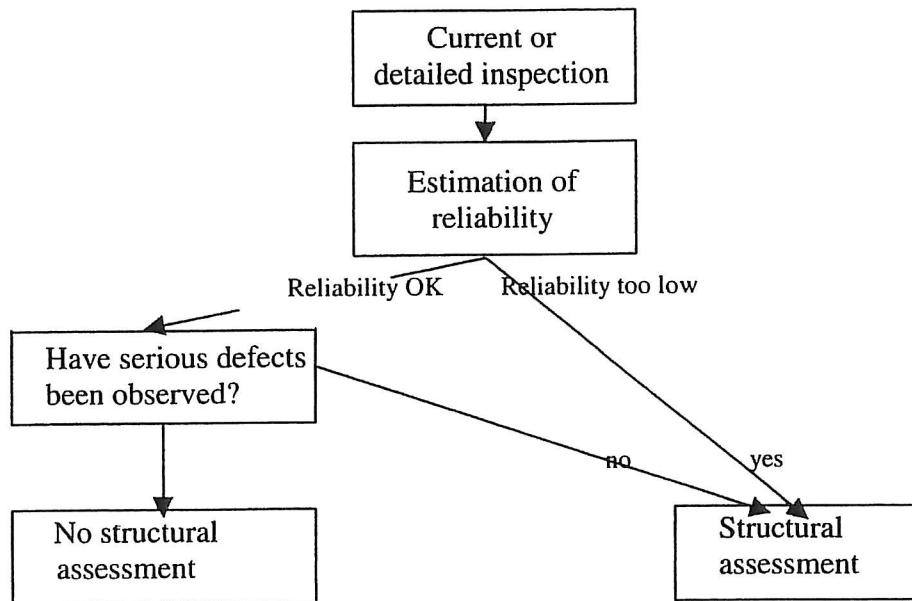 Current or
detailed inspection
Estimation of
reliability
Reliability OK
Reliability too low
Have serious defects
been observed?
no
yes
No structural
assessment
Structural
assessment